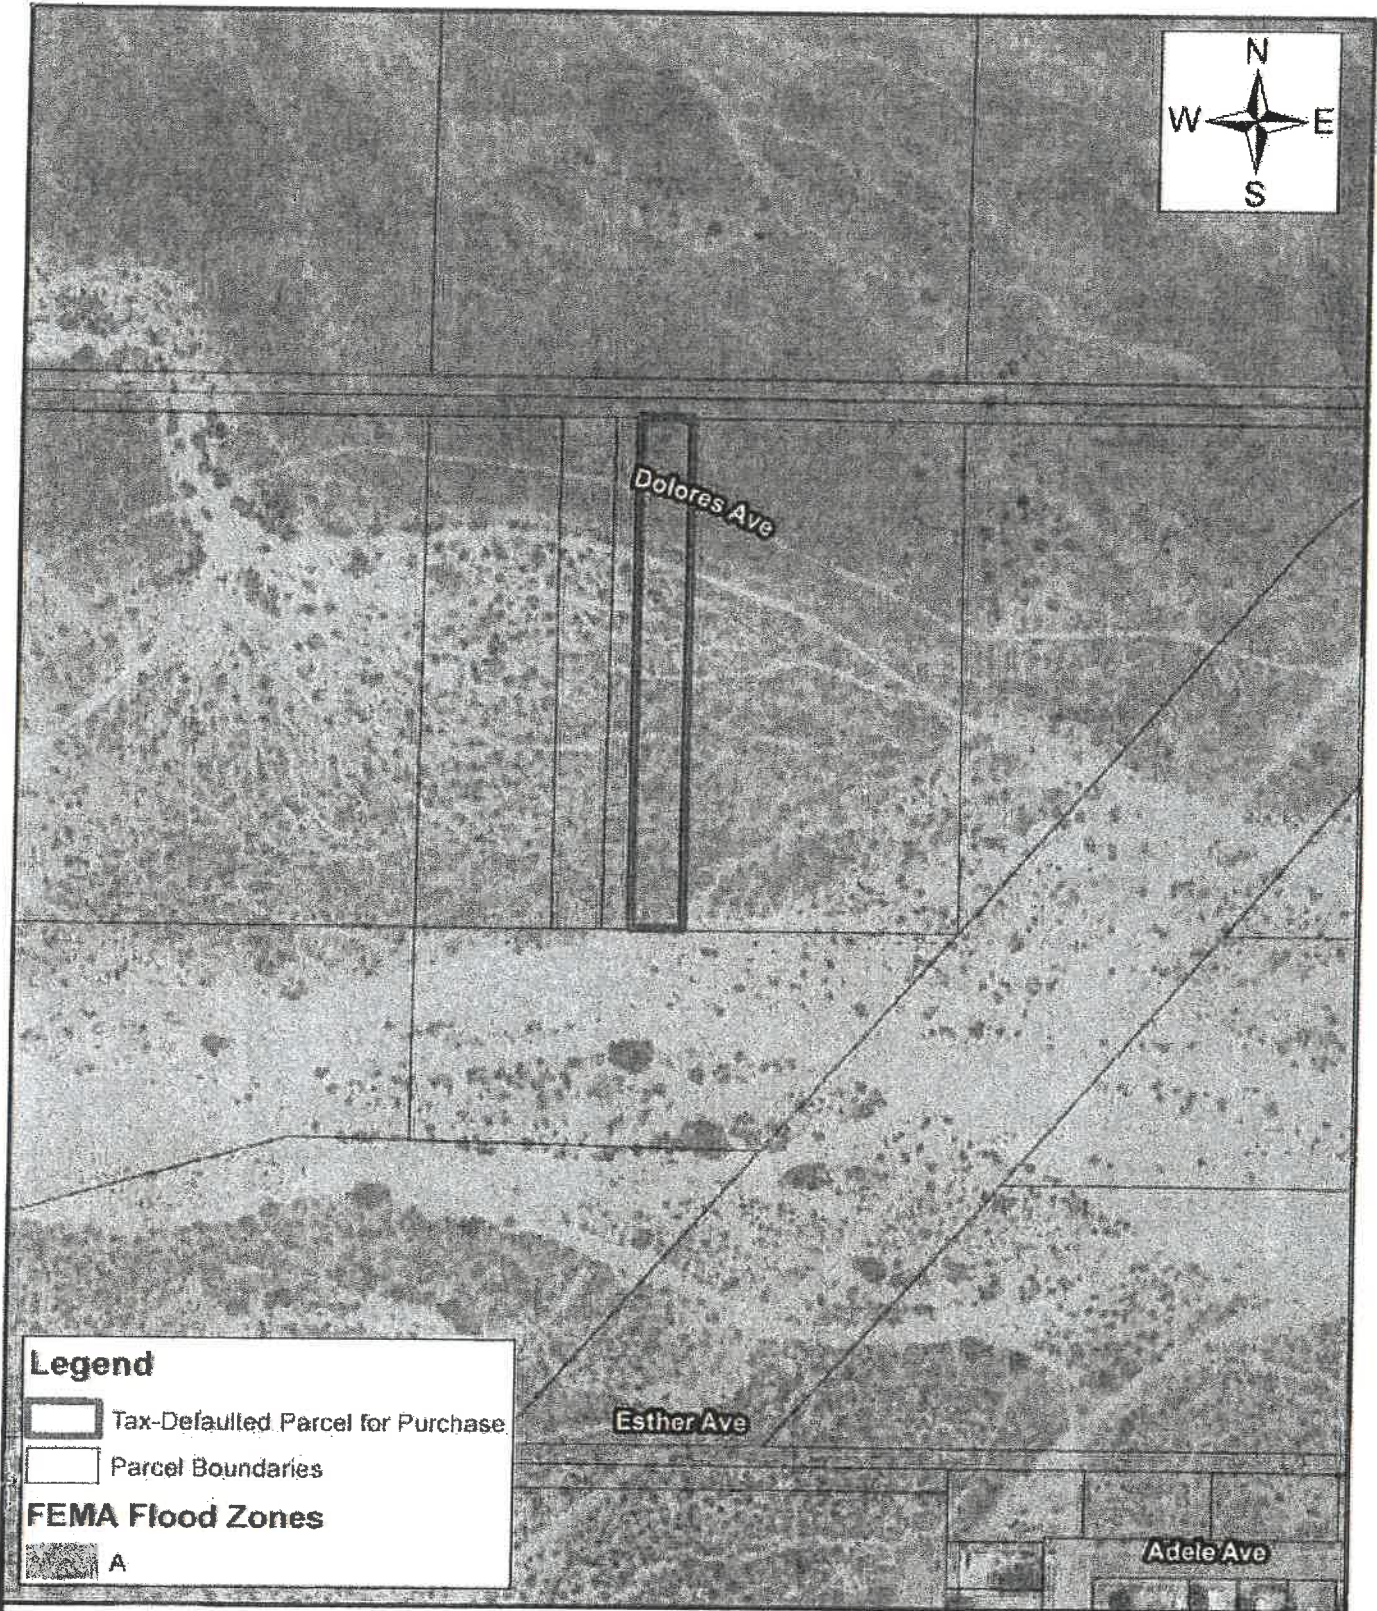 N
W E
S
Dolores Ave
Legend
Tax-Defaulted Parcel for Purchase
Esther Ave
Parcel Boundaries
FEMA Flood Zones
A
Adele Ave